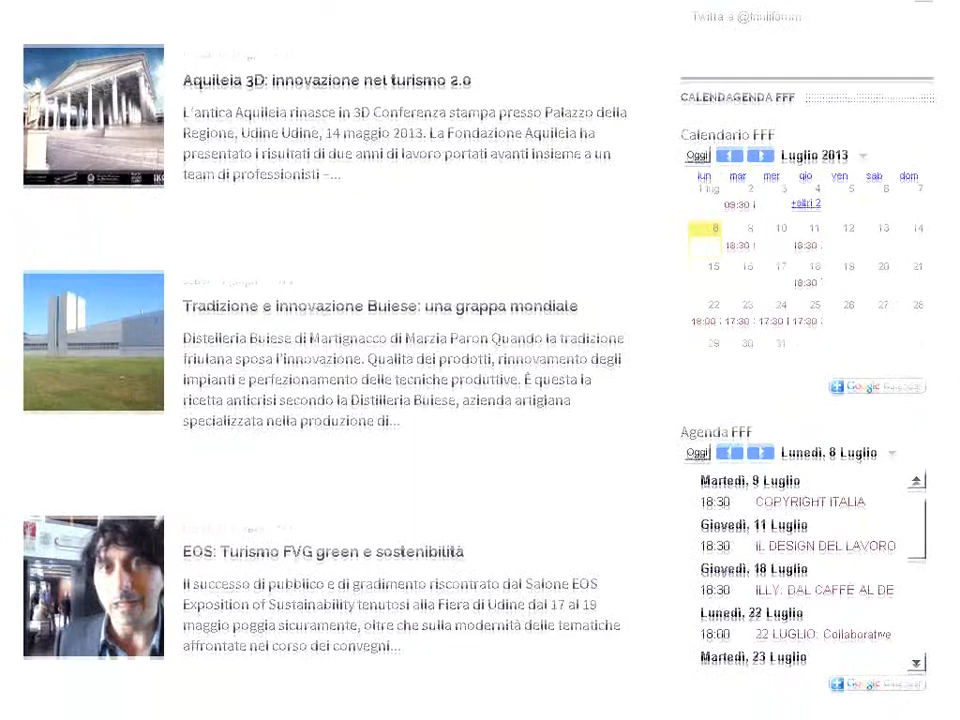 Aquileia 3D: innovazione nel turismo 2.0
L'antica Aquileia rinasce in 3D Conferenza stampa presso Palazzo della
Regione, Udine Udine, 14 maggio 2013. La Fondazione Aquileia ha
presentato i risultati di due anni di lavoro portati avanti insieme a un
team di professionisti –...
Tradizione e innovazione Buiese: una grappa mondiale
Distelleria Buiese di Martignacco di Marzia Paron Quando la tradizione
friulana sposa l'innovazione. Qualità dei prodotti, rinnovamento degli
impianti e perfezionamento delle tecniche produttive. È questa la
ricetta anticrisi secondo la Distilleria Buiese, azienda artigiana
specializzata nella produzione di...
EOS: Turismo FVG green e sostenibilità
Il successo di pubblico e di gradimento riscontrato dal Salone EOS
Exposition of Sustainability tenutosi alla Fiera di Udine dal 17 al 19
maggio poggia sicuramente, oltre che sulla modernità delle tematiche
affrontate nel corso dei convegni...
CALENDAGENDA FFF
Calendario FFF
Oggi Luglio 2013
lun mar mer gio ven sab dom
1 lug 2 3 4 5 6 7
09:30 +altri 2
8 9 10 11 12 13 14
18:30 18:30
15 16 17 18 19 20 21
18:30
22 23 24 25 26 27 28
18:00 17:30 17:30 17:30
29 30 31
Google
Agenda FFF
Oggi Lunedì, 8 Luglio
Martedì, 9 Luglio
18:30 COPYRIGHT ITALIA
Giovedì, 11 Luglio
18:30 IL DESIGN DEL LAVORO
Giovedì, 18 Luglio
18:30 ILLY: DAL CAFFÈ AL DE
Lunedì, 22 Luglio
18:00 22 LUGLIO: Collaborative
Martedì, 23 Luglio
Google